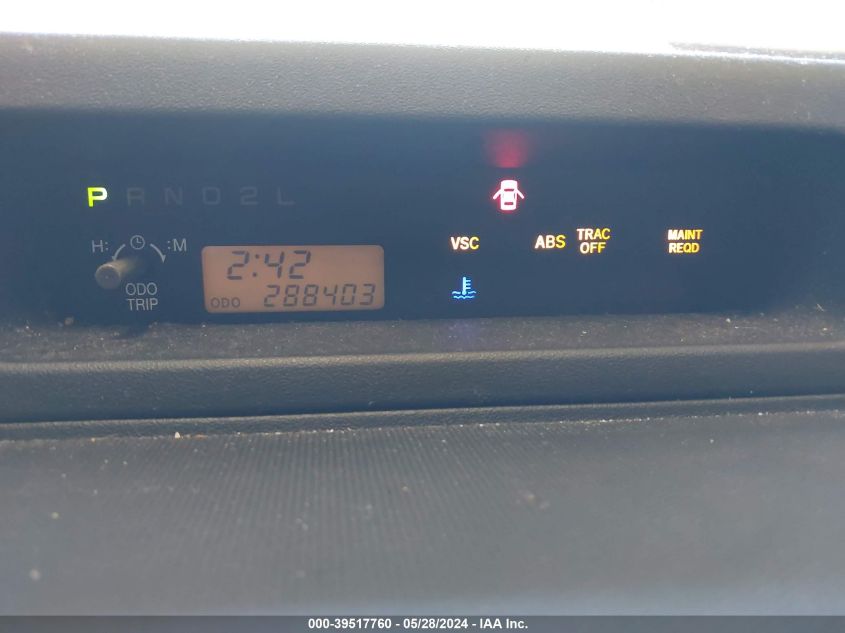 P R N D 2 L
H: :M
ODO
TRIP
2:42
ODO 288403
VSC
ABS
TRAC
OFF
MAINT
REQD
000-39517760 - 05/28/2024 - IAA Inc.